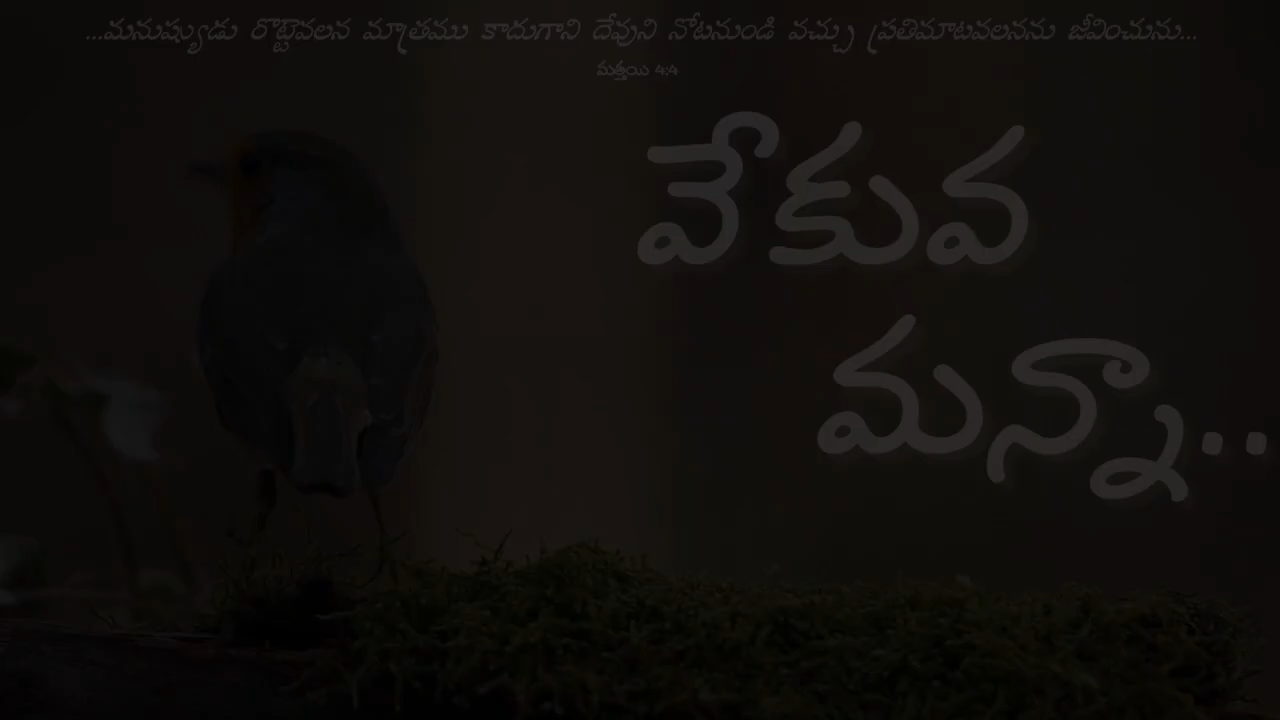 ...మనుష్యుడు రొట్టెవలన మాత్రము కాదుగాని దేవుని నోటనుండి వచ్చు ప్రతిమాటవలనను జీవించును...
మత్తయి 4:4
వేకువ
మన్నా..